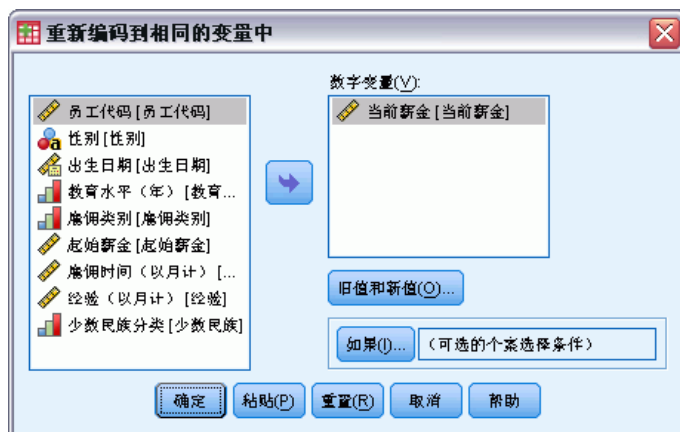 重新编码到相同的变量中
数字变量(V):
员工代码 [员工代码]
性别 [性别]
出生日期 [出生日期]
教育水平（年） [教育...
雇佣类别 [雇佣类别]
起始薪金 [起始薪金]
雇佣时间（以月计） [...
经验（以月计） [经验]
少数民族分类 [少数民族]
当前薪金 [当前薪金]
旧值和新值(O)...
如果(I)...
（可选的个案选择条件）
确定
粘贴(P)
重置(R)
取消
帮助